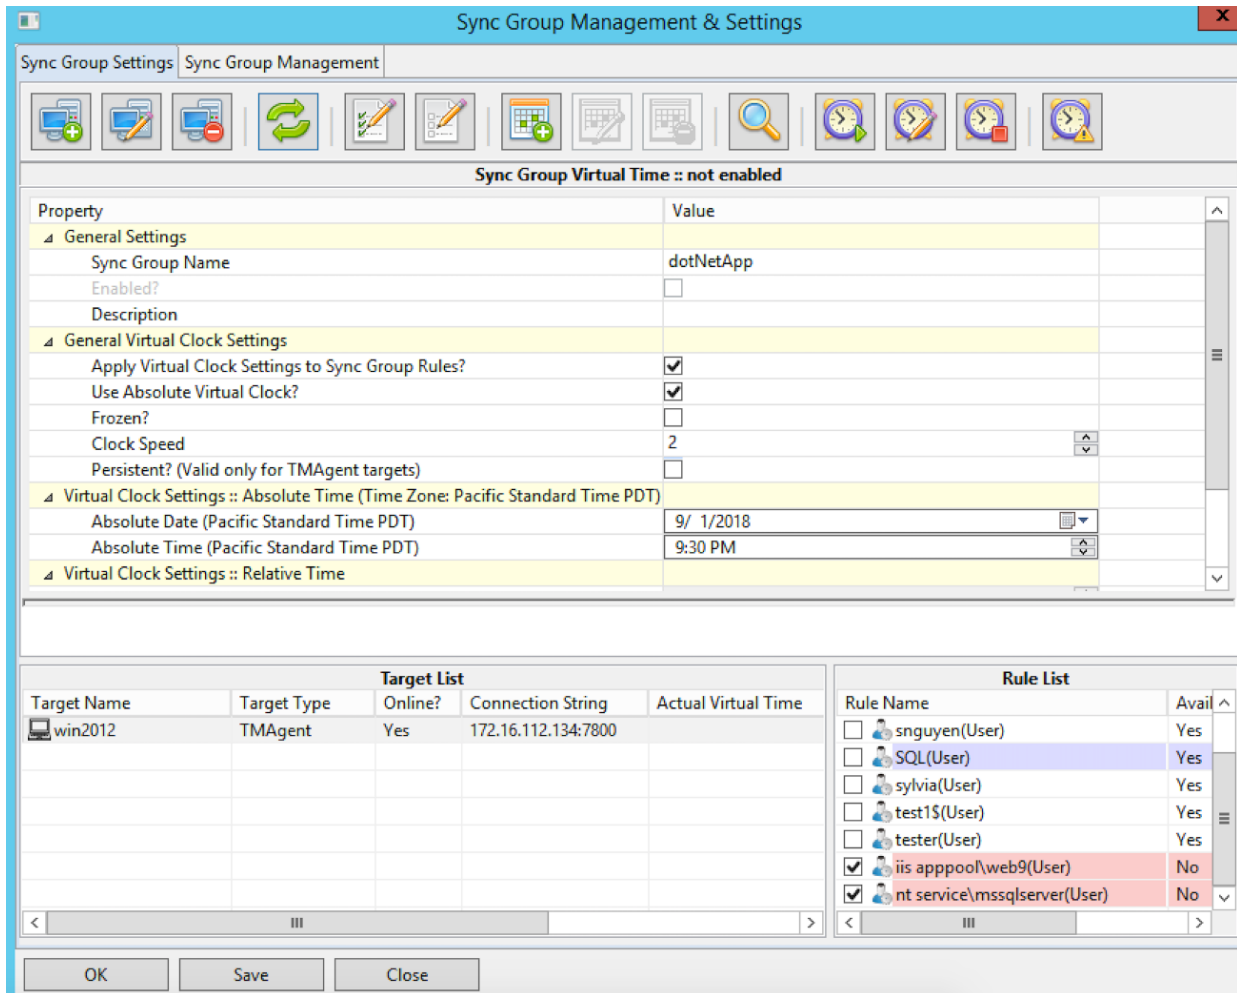 Sync Group Management & Settings
x
Sync Group Settings Sync Group Management
Sync Group Virtual Time :: not enabled
Property Value
General Settings
Sync Group Name dotNetApp
Enabled?
Description
General Virtual Clock Settings
Apply Virtual Clock Settings to Sync Group Rules?
Use Absolute Virtual Clock?
Frozen?
Clock Speed 2
Persistent? (Valid only for TMAgent targets)
Virtual Clock Settings :: Absolute Time (Time Zone: Pacific Standard Time PDT)
Absolute Date (Pacific Standard Time PDT) 9/ 1/2018
Absolute Time (Pacific Standard Time PDT) 9:30 PM
Virtual Clock Settings :: Relative Time
Target List
Target Name Target Type Online? Connection String Actual Virtual Time
win2012 TMAgent Yes 172.16.112.134:7800
Rule List
Rule Name Avail
snguyen(User) Yes
SQL(User) Yes
sylvia(User) Yes
test1$(User) Yes
tester(User) Yes
iis apppool\web9(User) No
nt service\mssqlserver(User) No
OK Save Close